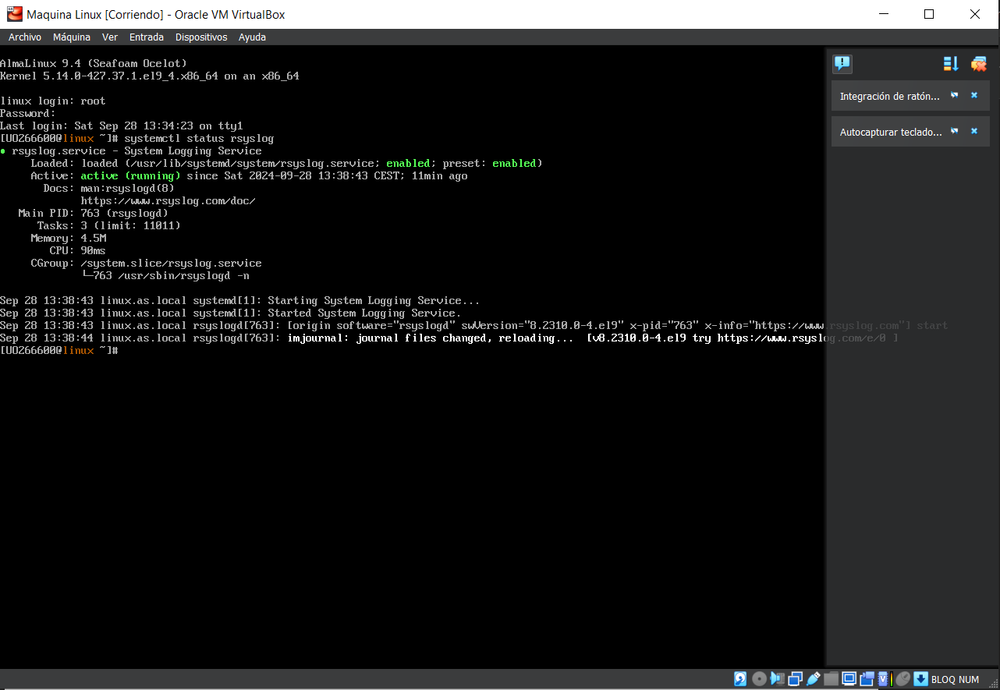 Maquina Linux [Corriendo] - Oracle VM VirtualBox
Archivo Máquina Ver Entrada Dispositivos Ayuda
AlmaLinux 9.4 (Seafoam Ocelot)
Kernel 5.14.0-427.37.1.el9_4.x86_64 on an x86_64
linux login: root
Password:
Last login: Sat Sep 28 13:34:23 on tty1
[UO266600@linux ~]# systemctl status rsyslog
● rsyslog.service - System Logging Service
Loaded: loaded (/usr/lib/systemd/system/rsyslog.service; enabled; preset: enabled)
Active: active (running) since Sat 2024-09-28 13:38:43 CEST; 11min ago
Docs: man:rsyslogd(8)
https://www.rsyslog.com/doc/
Main PID: 763 (rsyslogd)
Tasks: 3 (limit: 11011)
Memory: 4.5M
CPU: 90ms
CGroup: /system.slice/rsyslog.service
└─763 /usr/sbin/rsyslogd -n
Sep 28 13:38:43 linux.as.local systemd[1]: Starting System Logging Service...
Sep 28 13:38:43 linux.as.local systemd[1]: Started System Logging Service.
Sep 28 13:38:43 linux.as.local rsyslogd[763]: [origin software="rsyslogd" swVersion="8.2310.0-4.el9" x-pid="763" x-info="https://www.rsyslog.com"] start
Sep 28 13:38:44 linux.as.local rsyslogd[763]: imjournal: journal files changed, reloading...  [v8.2310.0-4.el9 try https://www.rsyslog.com/e/0 ]
[UO266600@linux ~]#
Integración de ratón...
Autocapturar teclado...
BLOQ NUM